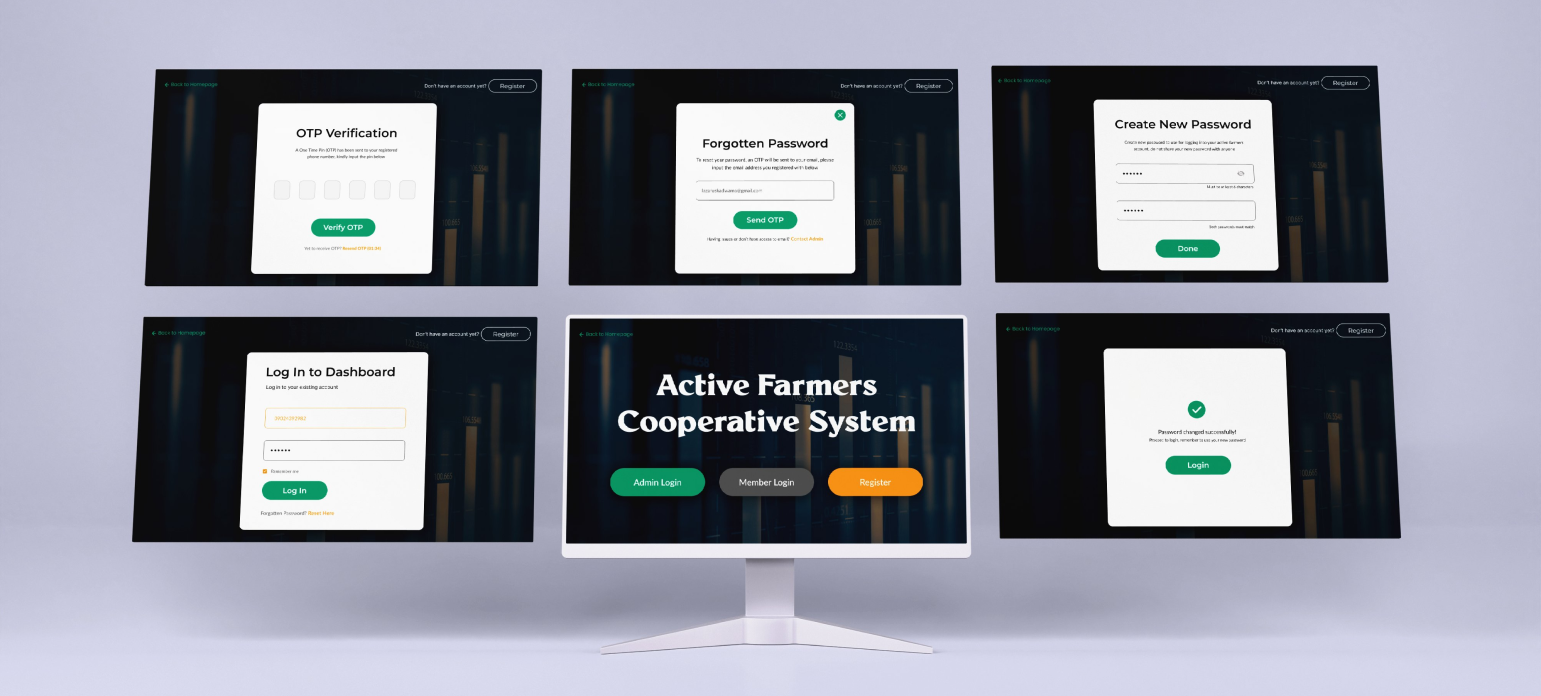 ← Back to Homepage
Don't have an account yet?
Register
OTP Verification
A One Time Pin (OTP) has been sent to your registered
phone number, kindly input the pin below
Verify OTP
Yet to receive OTP? Resend OTP
← Back to Homepage
Don't have an account yet?
Register
Forgotten Password
To reset your password, an OTP will be sent to your email, please
input the email address you registered with below
Send OTP
Having issues or don't have access to email? Contact Admin
← Back to Homepage
Don't have an account yet?
Register
Create New Password
Create new password to use for logging into your active farmers
account, do not share your new password with anyone
••••••
Must be at least 8 characters
••••••
Both passwords must match
Done
← Back to Homepage
Don't have an account yet?
Register
Log In to Dashboard
Log in to your existing account
••••••
Remember me
Log In
Forgotten Password? Reset Here
← Back to Homepage
Active Farmers
Cooperative System
Admin Login
Member Login
Register
← Back to Homepage
Don't have an account yet?
Register
Password changed successfully!
Proceed to login, remember to use your new password
Login